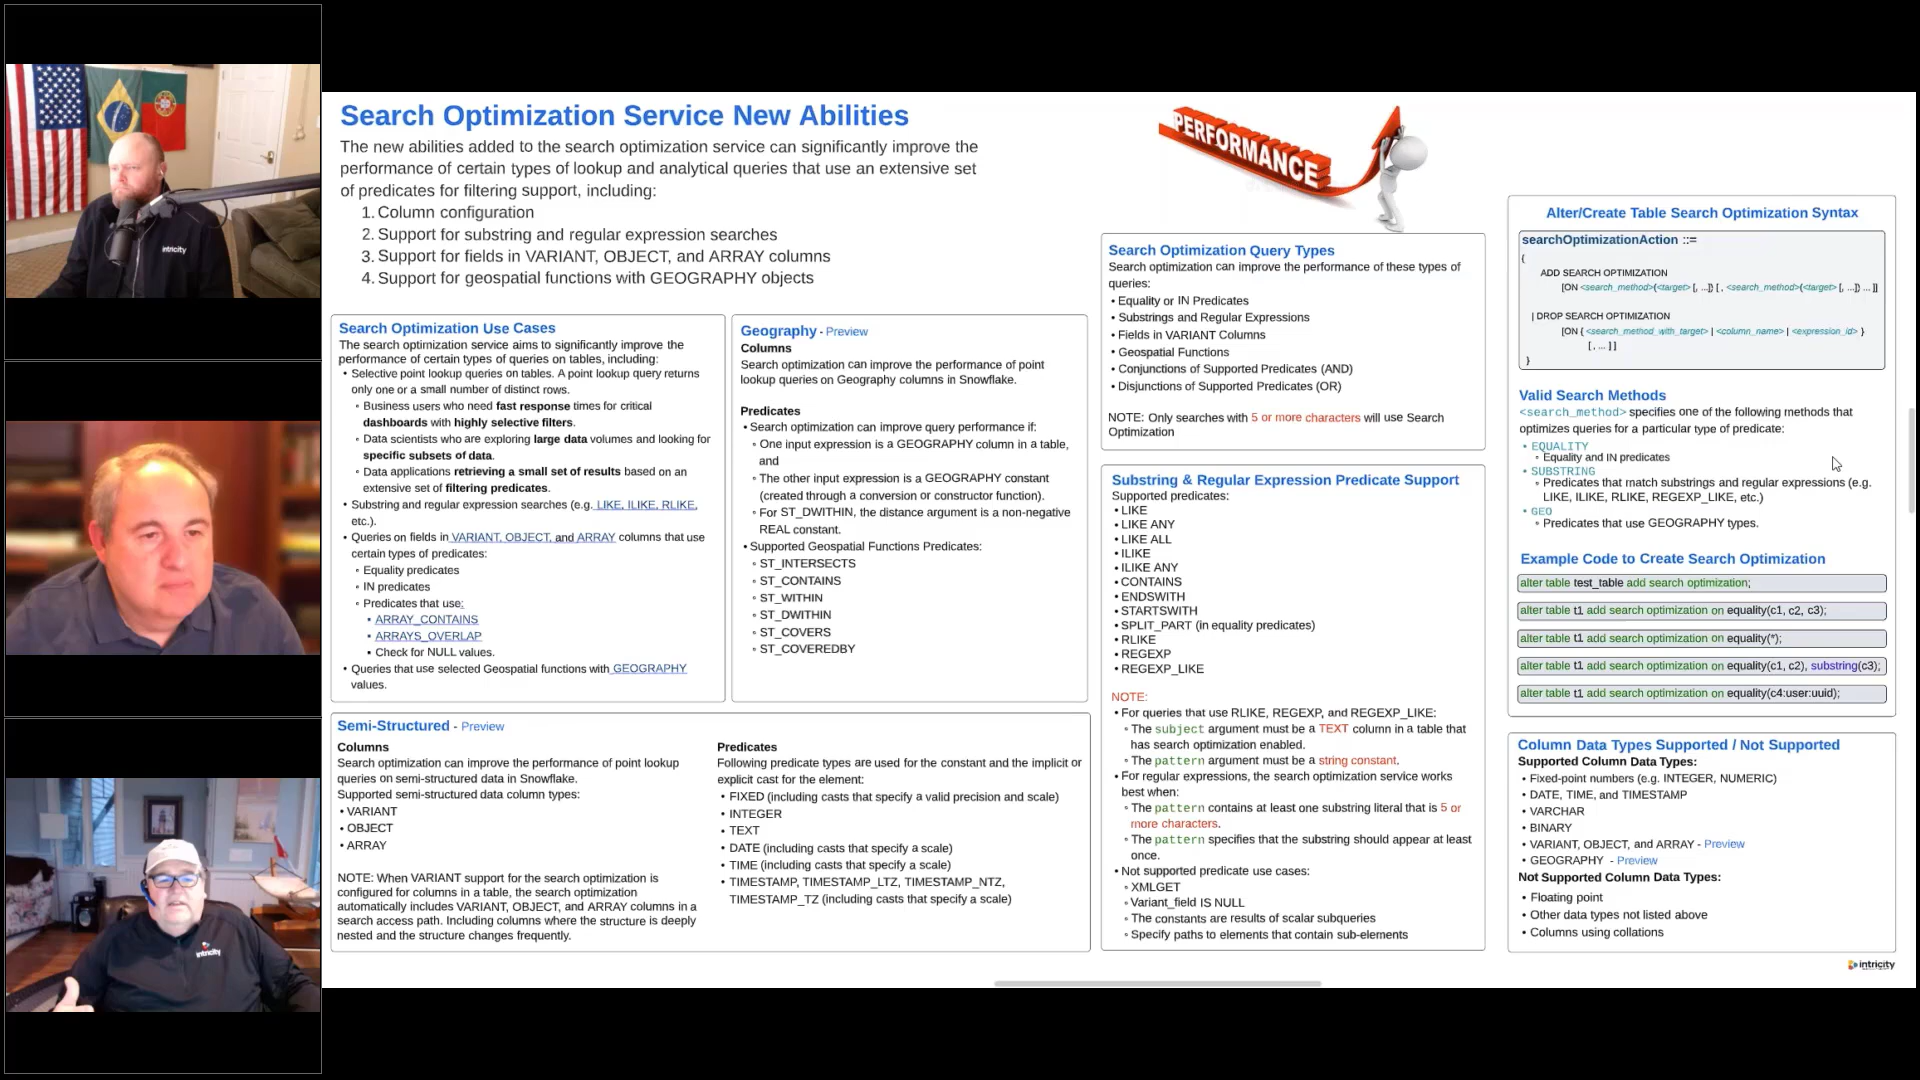 intricity
intricity
Search Optimization Service New Abilities
The new abilities added to the search optimization service can significantly improve the
performance of certain types of lookup and analytical queries that use an extensive set
of predicates for filtering support, including:
1. Column configuration
2. Support for substring and regular expression searches
3. Support for fields in VARIANT, OBJECT, and ARRAY columns
4. Support for geospatial functions with GEOGRAPHY objects
PERFORMANCE
Search Optimization Use Cases
The search optimization service aims to significantly improve the
performance of certain types of queries on tables, including:
• Selective point lookup queries on tables. A point lookup query returns
only one or a small number of distinct rows.
◦ Business users who need fast response times for critical
dashboards with highly selective filters.
◦ Data scientists who are exploring large data volumes and looking for
specific subsets of data.
◦ Data applications retrieving a small set of results based on an
extensive set of filtering predicates.
• Substring and regular expression searches (e.g. LIKE, ILIKE, RLIKE,
etc.).
• Queries on fields in VARIANT, OBJECT, and ARRAY columns that use
certain types of predicates:
◦ Equality predicates
◦ IN predicates
◦ Predicates that use:
▪ ARRAY_CONTAINS
▪ ARRAYS_OVERLAP
▪ Check for NULL values.
• Queries that use selected Geospatial functions with GEOGRAPHY
values.
Geography - Preview
Columns
Search optimization can improve the performance of point
lookup queries on Geography columns in Snowflake.
Predicates
• Search optimization can improve query performance if:
◦ One input expression is a GEOGRAPHY column in a table,
and
◦ The other input expression is a GEOGRAPHY constant
(created through a conversion or constructor function).
◦ For ST_DWITHIN, the distance argument is a non-negative
REAL constant.
• Supported Geospatial Functions Predicates:
◦ ST_INTERSECTS
◦ ST_CONTAINS
◦ ST_WITHIN
◦ ST_DWITHIN
◦ ST_COVERS
◦ ST_COVEREDBY
Semi-Structured - Preview
Columns
Search optimization can improve the performance of point lookup
queries on semi-structured data in Snowflake.
Supported semi-structured data column types:
• VARIANT
• OBJECT
• ARRAY
NOTE: When VARIANT support for the search optimization is
configured for columns in a table, the search optimization
automatically includes VARIANT, OBJECT, and ARRAY columns in a
search access path. Including columns where the structure is deeply
nested and the structure changes frequently.
Predicates
Following predicate types are used for the constant and the implicit or
explicit cast for the element:
• FIXED (including casts that specify a valid precision and scale)
• INTEGER
• TEXT
• DATE (including casts that specify a scale)
• TIME (including casts that specify a scale)
• TIMESTAMP, TIMESTAMP_LTZ, TIMESTAMP_NTZ,
TIMESTAMP_TZ (including casts that specify a scale)
Search Optimization Query Types
Search optimization can improve the performance of these types of
queries:
• Equality or IN Predicates
• Substrings and Regular Expressions
• Fields in VARIANT Columns
• Geospatial Functions
• Conjunctions of Supported Predicates (AND)
• Disjunctions of Supported Predicates (OR)
NOTE: Only searches with 5 or more characters will use Search
Optimization
Substring & Regular Expression Predicate Support
Supported predicates:
• LIKE
• LIKE ANY
• LIKE ALL
• ILIKE
• ILIKE ANY
• CONTAINS
• ENDSWITH
• STARTSWITH
• SPLIT_PART (in equality predicates)
• RLIKE
• REGEXP
• REGEXP_LIKE
NOTE:
• For queries that use RLIKE, REGEXP, and REGEXP_LIKE:
◦ The subject argument must be a TEXT column in a table that
has search optimization enabled.
◦ The pattern argument must be a string constant.
• For regular expressions, the search optimization service works
best when:
◦ The pattern contains at least one substring literal that is 5 or
more characters.
◦ The pattern specifies that the substring should appear at least
once.
• Not supported predicate use cases:
◦ XMLGET
◦ Variant_field IS NULL
◦ The constants are results of scalar subqueries
◦ Specify paths to elements that contain sub-elements
Alter/Create Table Search Optimization Syntax
searchOptimizationAction ::=
{
ADD SEARCH OPTIMIZATION
[ON <search_method>(<target> [, ...]) [ , <search_method>(<target> [, ...]) ... ]]
| DROP SEARCH OPTIMIZATION
[ON { <search_method_with_target> | <column_name> | <expression_id> }
[ , ... ] ]
}
Valid Search Methods
<search_method> specifies one of the following methods that
optimizes queries for a particular type of predicate:
• EQUALITY
◦ Equality and IN predicates
• SUBSTRING
◦ Predicates that match substrings and regular expressions (e.g.
LIKE, ILIKE, RLIKE, REGEXP_LIKE, etc.)
• GEO
◦ Predicates that use GEOGRAPHY types.
Example Code to Create Search Optimization
alter table test_table add search optimization;
alter table t1 add search optimization on equality(c1, c2, c3);
alter table t1 add search optimization on equality(*);
alter table t1 add search optimization on equality(c1, c2), substring(c3);
alter table t1 add search optimization on equality(c4:user:uuid);
Column Data Types Supported / Not Supported
Supported Column Data Types:
• Fixed-point numbers (e.g. INTEGER, NUMERIC)
• DATE, TIME, and TIMESTAMP
• VARCHAR
• BINARY
• VARIANT, OBJECT, and ARRAY - Preview
• GEOGRAPHY - Preview
Not Supported Column Data Types:
• Floating point
• Other data types not listed above
• Columns using collations
intricity